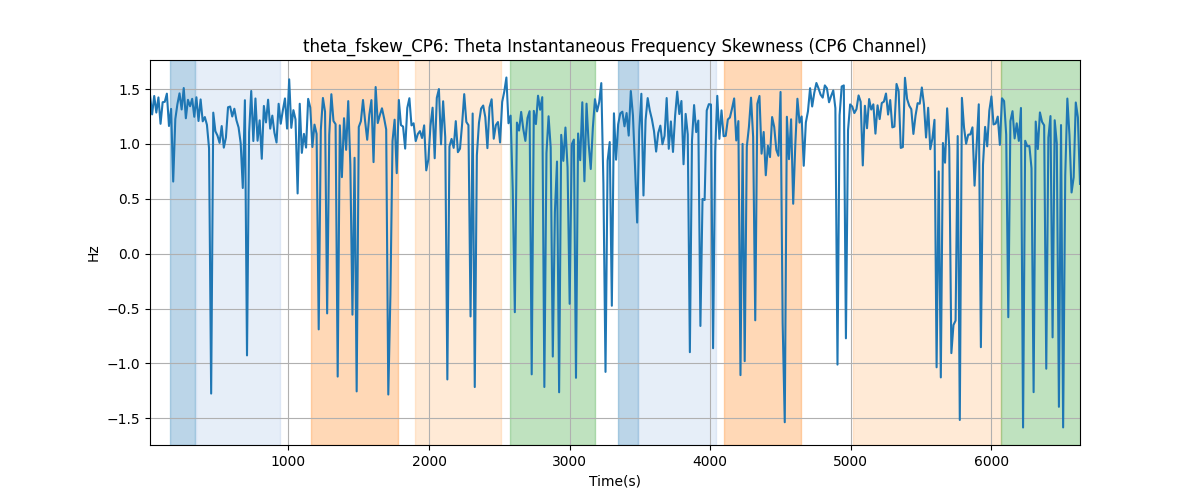 theta_fskew_CP6: Theta Instantaneous Frequency Skewness (CP6 Channel)
1.5
1.0
0.5
0.0
−0.5
−1.0
−1.5
Hz
1000 2000 3000 4000 5000 6000
Time(s)